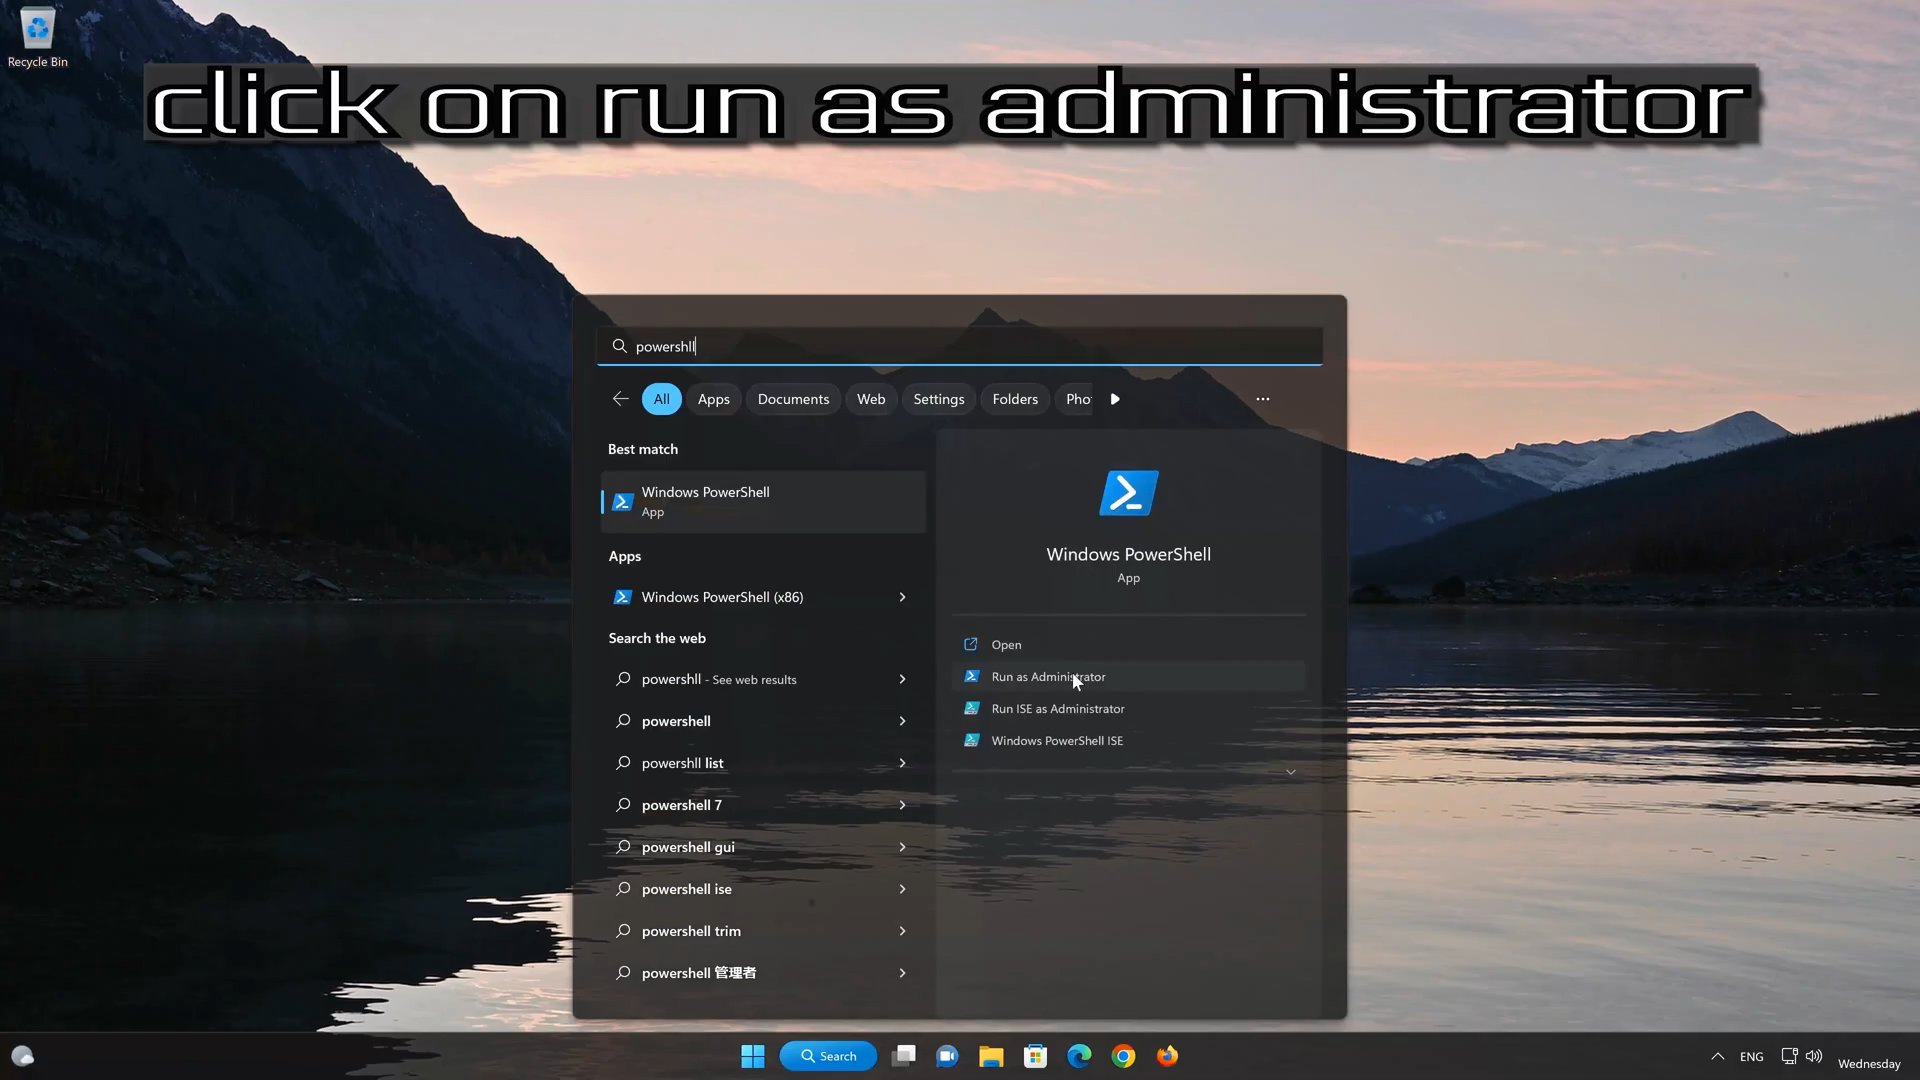 Recycle Bin
click on run as administrator
powershll
All
Apps
Documents
Web
Settings
Folders
Pho
Best match
Windows PowerShell
App
Apps
Windows PowerShell (x86)
Search the web
powershll - See web results
powershell
powershll list
powershell 7
powershell gui
powershell ise
powershell trim
powershell 管理者
Windows PowerShell
App
Open
Run as Administrator
Run ISE as Administrator
Windows PowerShell ISE
Search
ENG
Wednesday